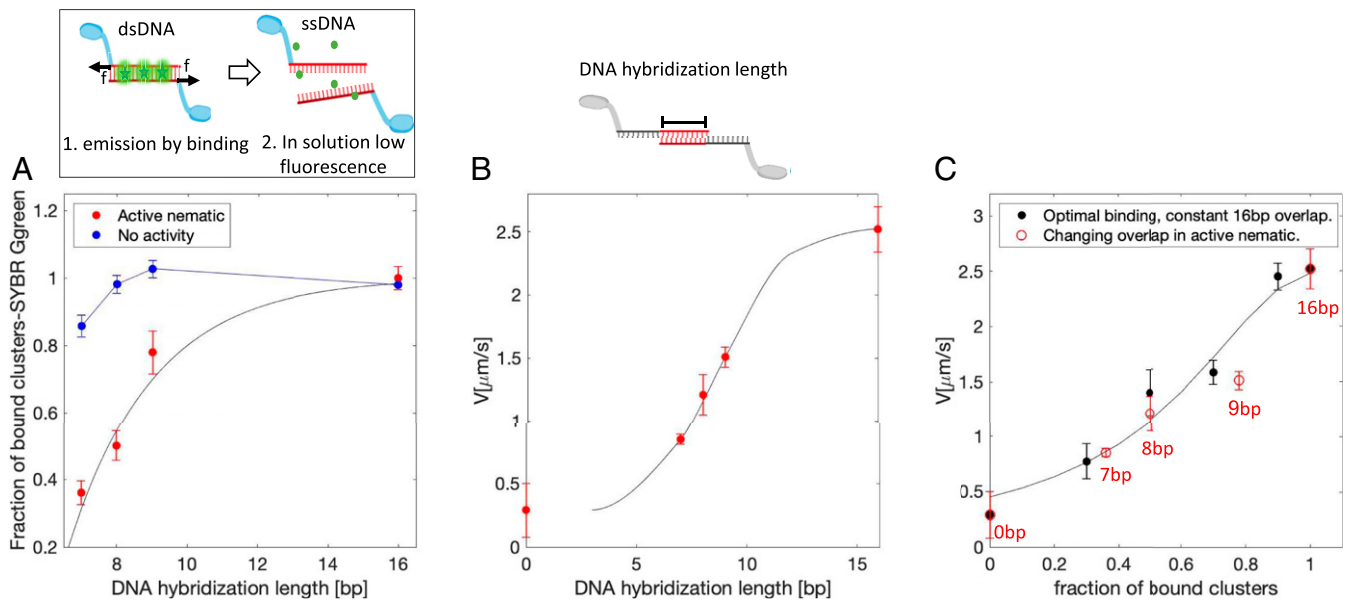 dsDNA
ssDNA
f
f
1. emission by binding
2. In solution low
fluorescence
DNA hybridization length
A
B
C
Fraction of bound clusters-SYBR Ggreen
1.2
1
0.8
0.6
0.4
0.2
Active nematic
No activity
8
10
12
14
16
DNA hybridization length [bp]
V[μm/s]
2.5
2
1.5
1
0.5
0
0
5
10
15
DNA hybridization length [bp]
V[μm/s]
3
2.5
2
1.5
1
0.5
0
Optimal binding, constant 16bp overlap.
Changing overlap in active nematic.
16bp
9bp
8bp
7bp
0bp
0
0.2
0.4
0.6
0.8
1
fraction of bound clusters